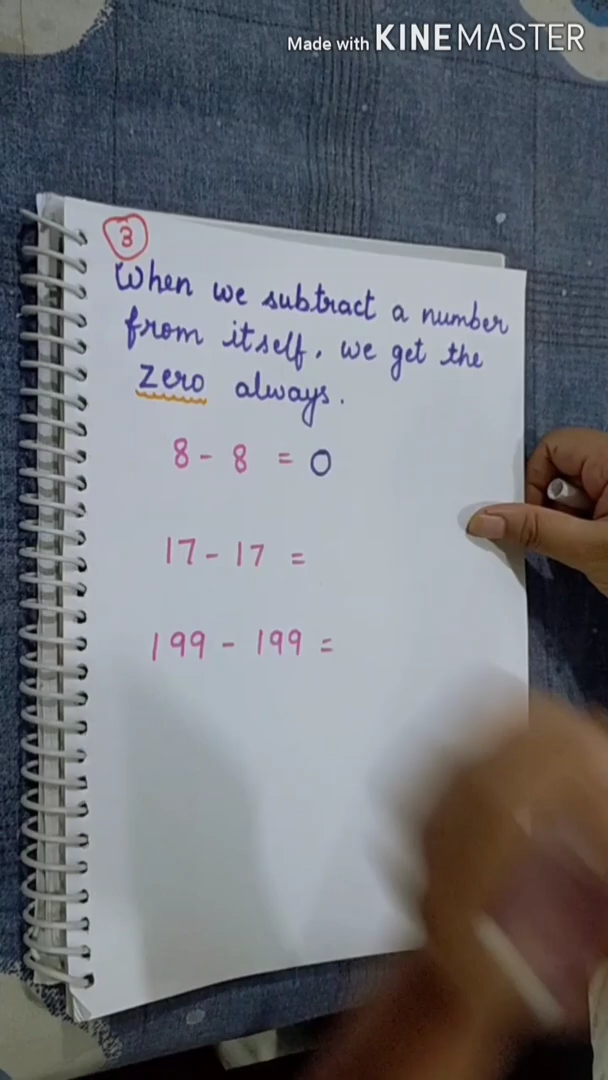 Made with KINEMASTER
3
When we subtract a number
from itself, we get the
zero always.
8 - 8 = 0
17 - 17 =
199 - 199 =